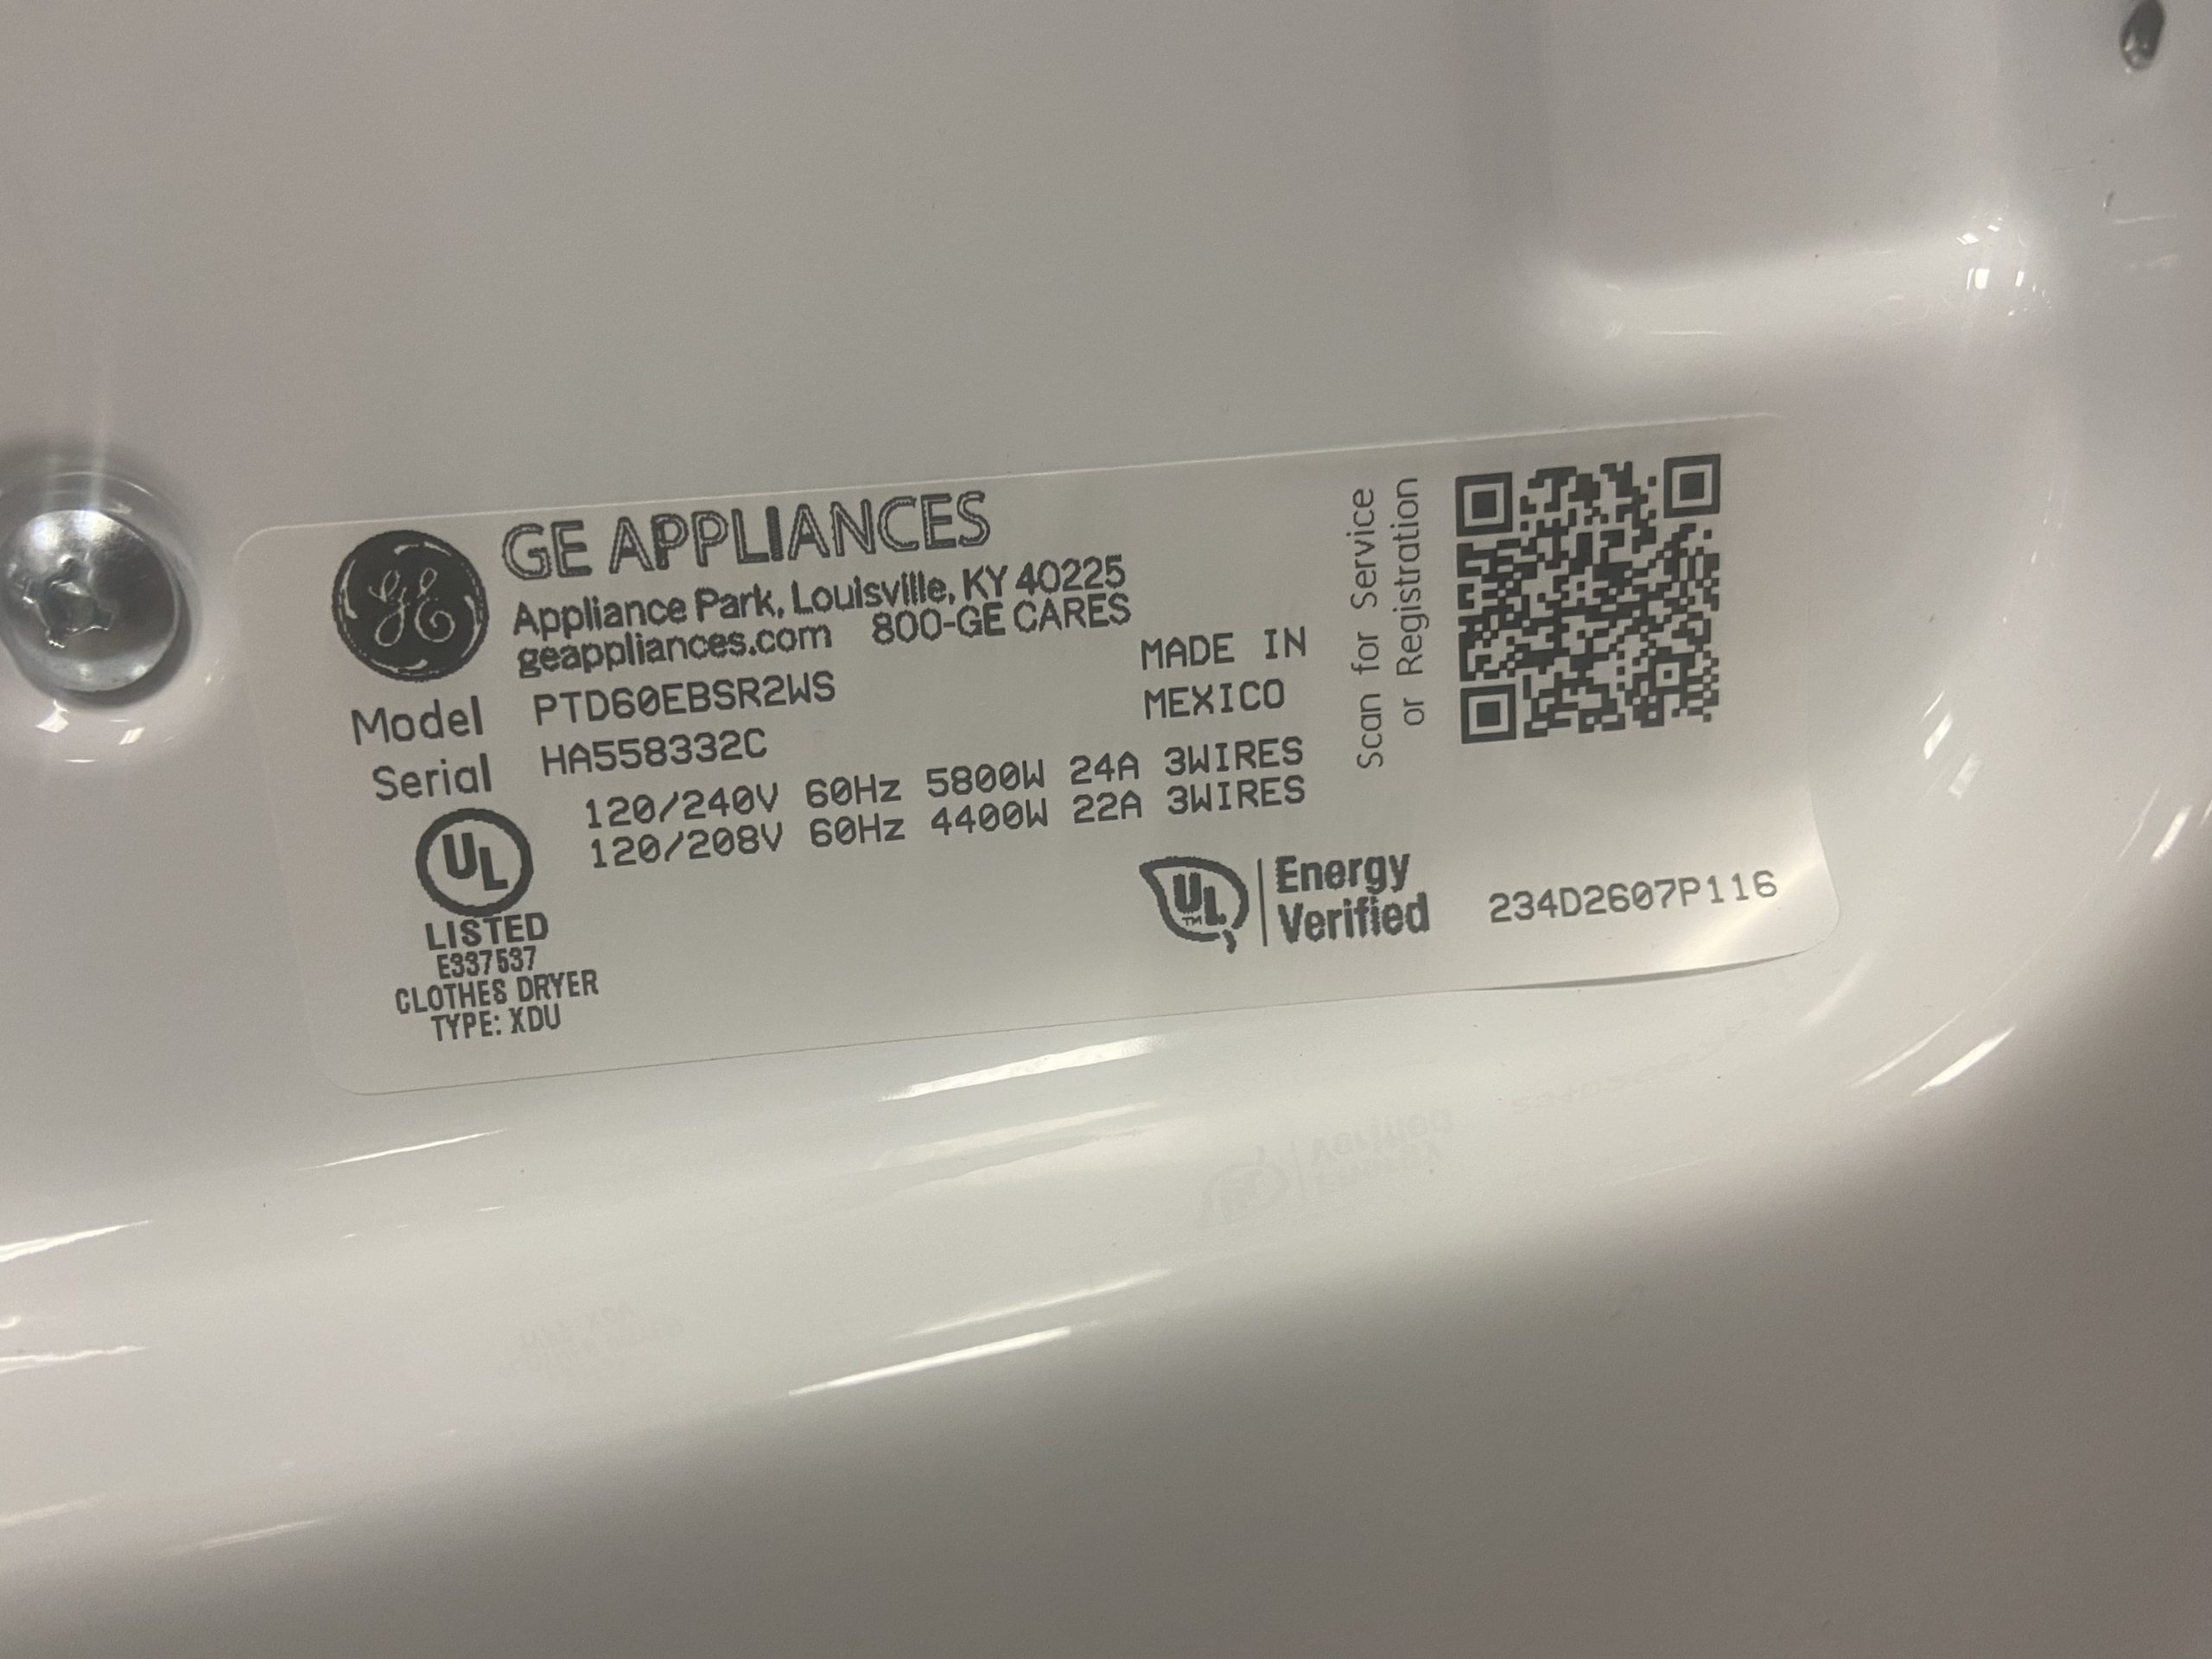 GE APPLIANCES
Appliance Park, Louisville, KY 40225
geappliances.com 800-GE CARES
Model PTD60EBSR2WS
Serial HA558332C
MADE IN
MEXICO
120/240V 60Hz 5800W 24A 3WIRES
120/208V 60Hz 4400W 22A 3WIRES
UL
LISTED
E337537
CLOTHES DRYER
TYPE: XDU
UL™ Energy
Verified
234D2607P116
Scan for Service
or Registration